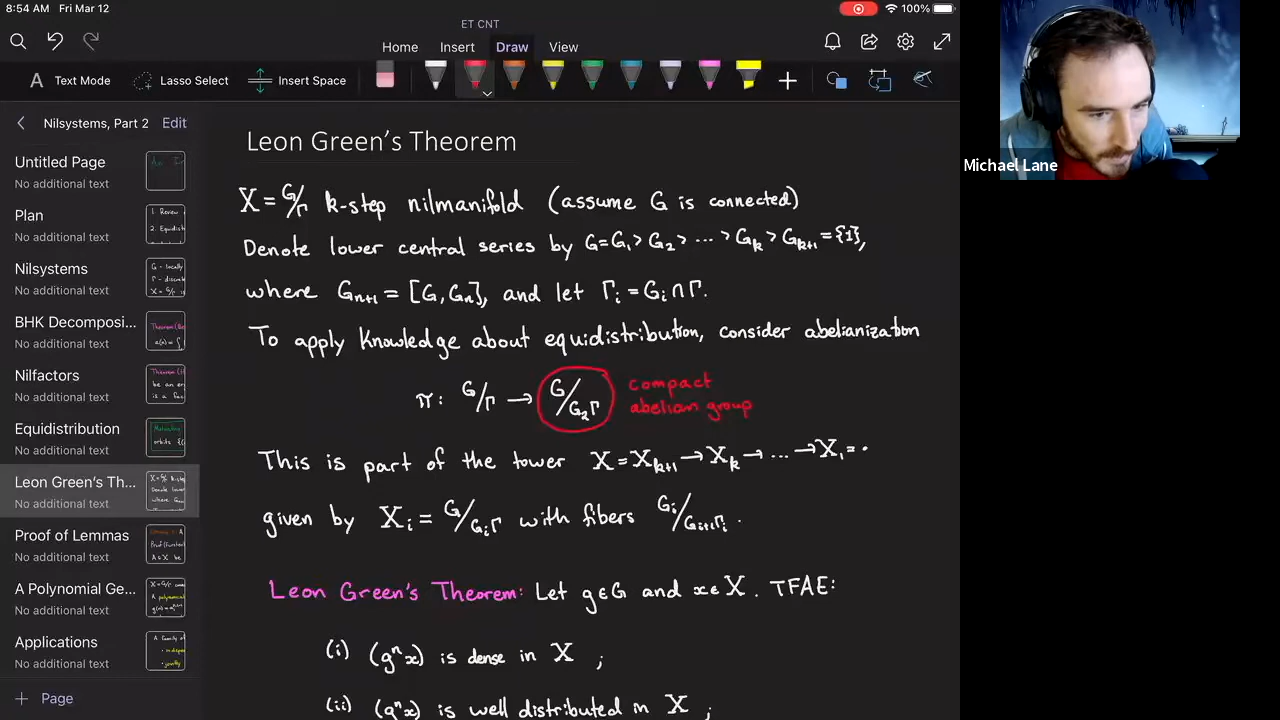 8:54 AM Fri Mar 12
100%
ET CNT
Home Insert Draw View
Text Mode Lasso Select Insert Space
Nilsystems, Part 2 Edit
Untitled Page
No additional text
Plan
No additional text
Nilsystems
No additional text
BHK Decomposi...
No additional text
Nilfactors
No additional text
Equidistribution
No additional text
Leon Green's Th...
No additional text
Proof of Lemmas
No additional text
A Polynomial Ge...
No additional text
Applications
No additional text
Page
Leon Green's Theorem
X = G/Γ k-step nilmanifold (assume G is connected)
Denote lower central series by G=G₁>G₂>...>Gₖ>Gₖ₊₁={1},
where Gₙ₊₁ = [G,Gₙ], and let Γᵢ = Gᵢ∩Γ.
To apply knowledge about equidistribution, consider abelianization
π: G/Γ → G/G₂Γ compact
abelian group
This is part of the tower X=Xₖ₊₁→Xₖ→...→X₁=·
given by Xᵢ = G/GᵢΓ with fibers Gᵢ/Gᵢ₊₁Γᵢ.
Leon Green's Theorem: Let g∈G and x∈X. TFAE:
(i) (gⁿx) is dense in X ;
(ii) (gⁿx) is well distributed in X ;
Michael Lane